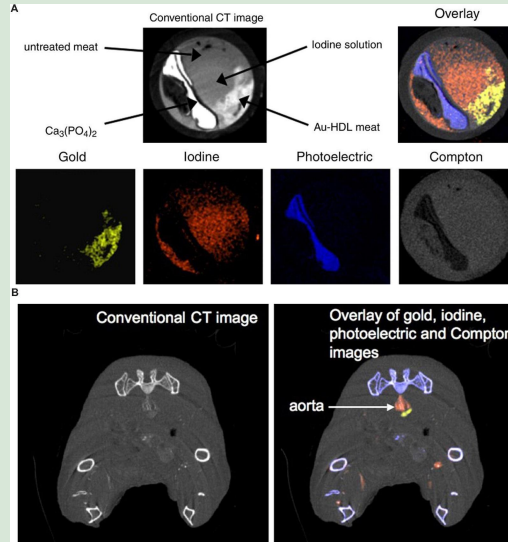 A
Conventional CT image
Overlay
untreated meat
Iodine solution
Ca3(PO4)2
Au-HDL meat
Gold
Iodine
Photoelectric
Compton
B
Conventional CT image
Overlay of gold, iodine,
photoelectric and Compton
images
aorta